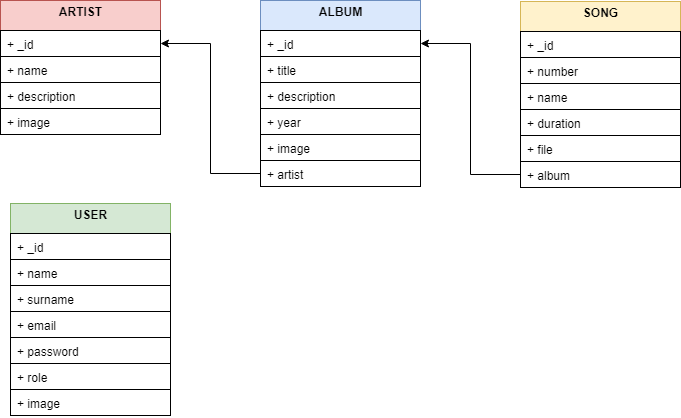 ARTIST
+ _id
+ name
+ description
+ image
ALBUM
+ _id
+ title
+ description
+ year
+ image
+ artist
SONG
+ _id
+ number
+ name
+ duration
+ file
+ album
USER
+ _id
+ name
+ surname
+ email
+ password
+ role
+ image